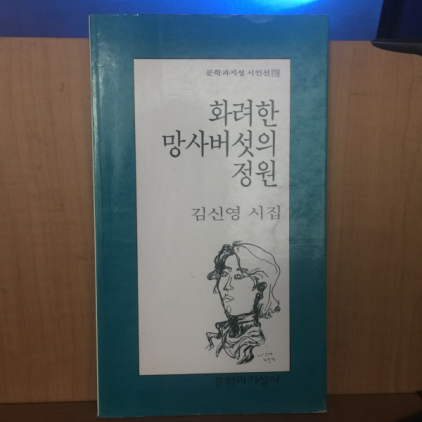 문학과지성 시인선
화려한
망사버섯의
정원
김신영 시집
문학과지성사